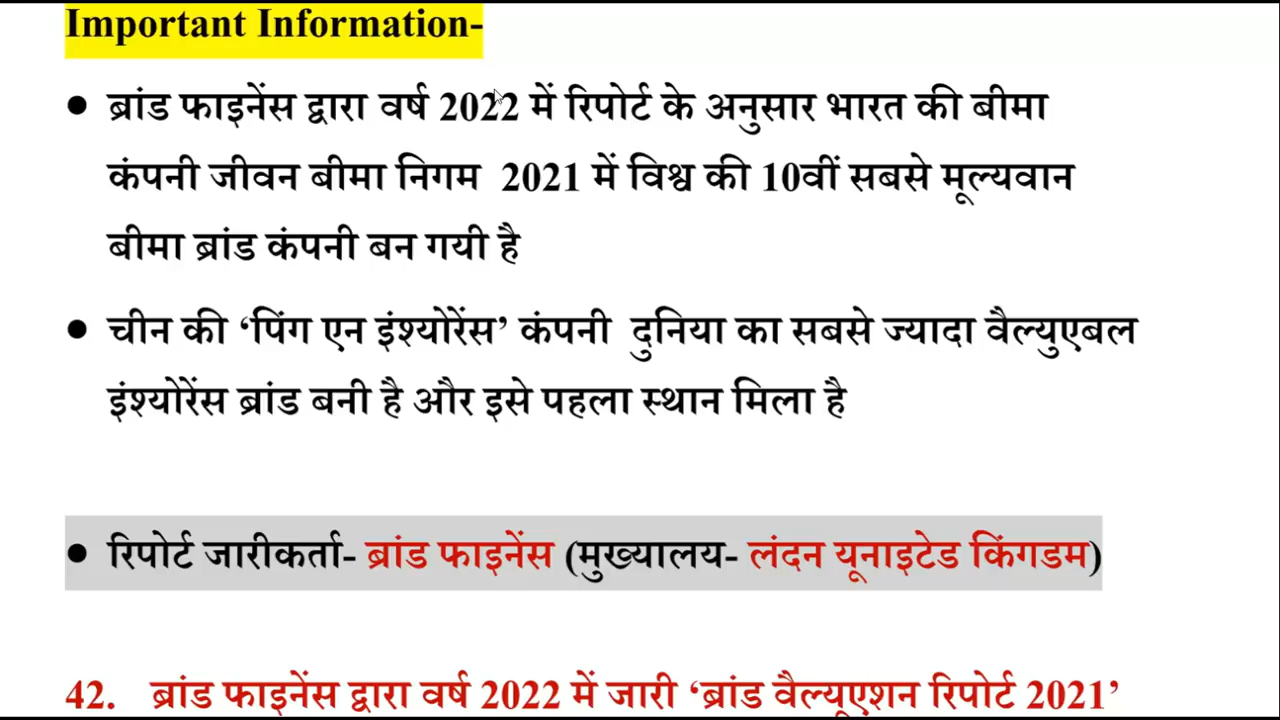 Important Information-
● ब्रांड फाइनेंस द्वारा वर्ष 2022 में रिपोर्ट के अनुसार भारत की बीमा
कंपनी जीवन बीमा निगम 2021 में विश्व की 10वीं सबसे मूल्यवान
बीमा ब्रांड कंपनी बन गयी है
● चीन की ‘पिंग एन इंश्योरेंस’ कंपनी दुनिया का सबसे ज्यादा वैल्युएबल
इंश्योरेंस ब्रांड बनी है और इसे पहला स्थान मिला है
● रिपोर्ट जारीकर्ता- ब्रांड फाइनेंस (मुख्यालय- लंदन यूनाइटेड किंगडम)
42. ब्रांड फाइनेंस द्वारा वर्ष 2022 में जारी ‘ब्रांड वैल्यूएशन रिपोर्ट 2021’